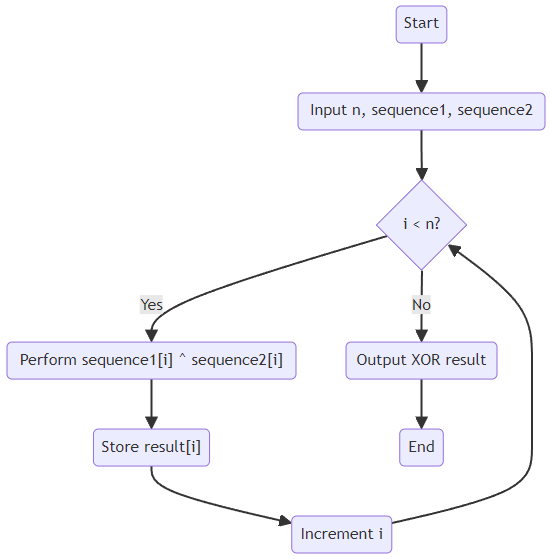 Start
Input n, sequence1, sequence2
i < n?
Yes
No
Perform sequence1[i] ^ sequence2[i]
Output XOR result
Store result[i]
End
Increment i